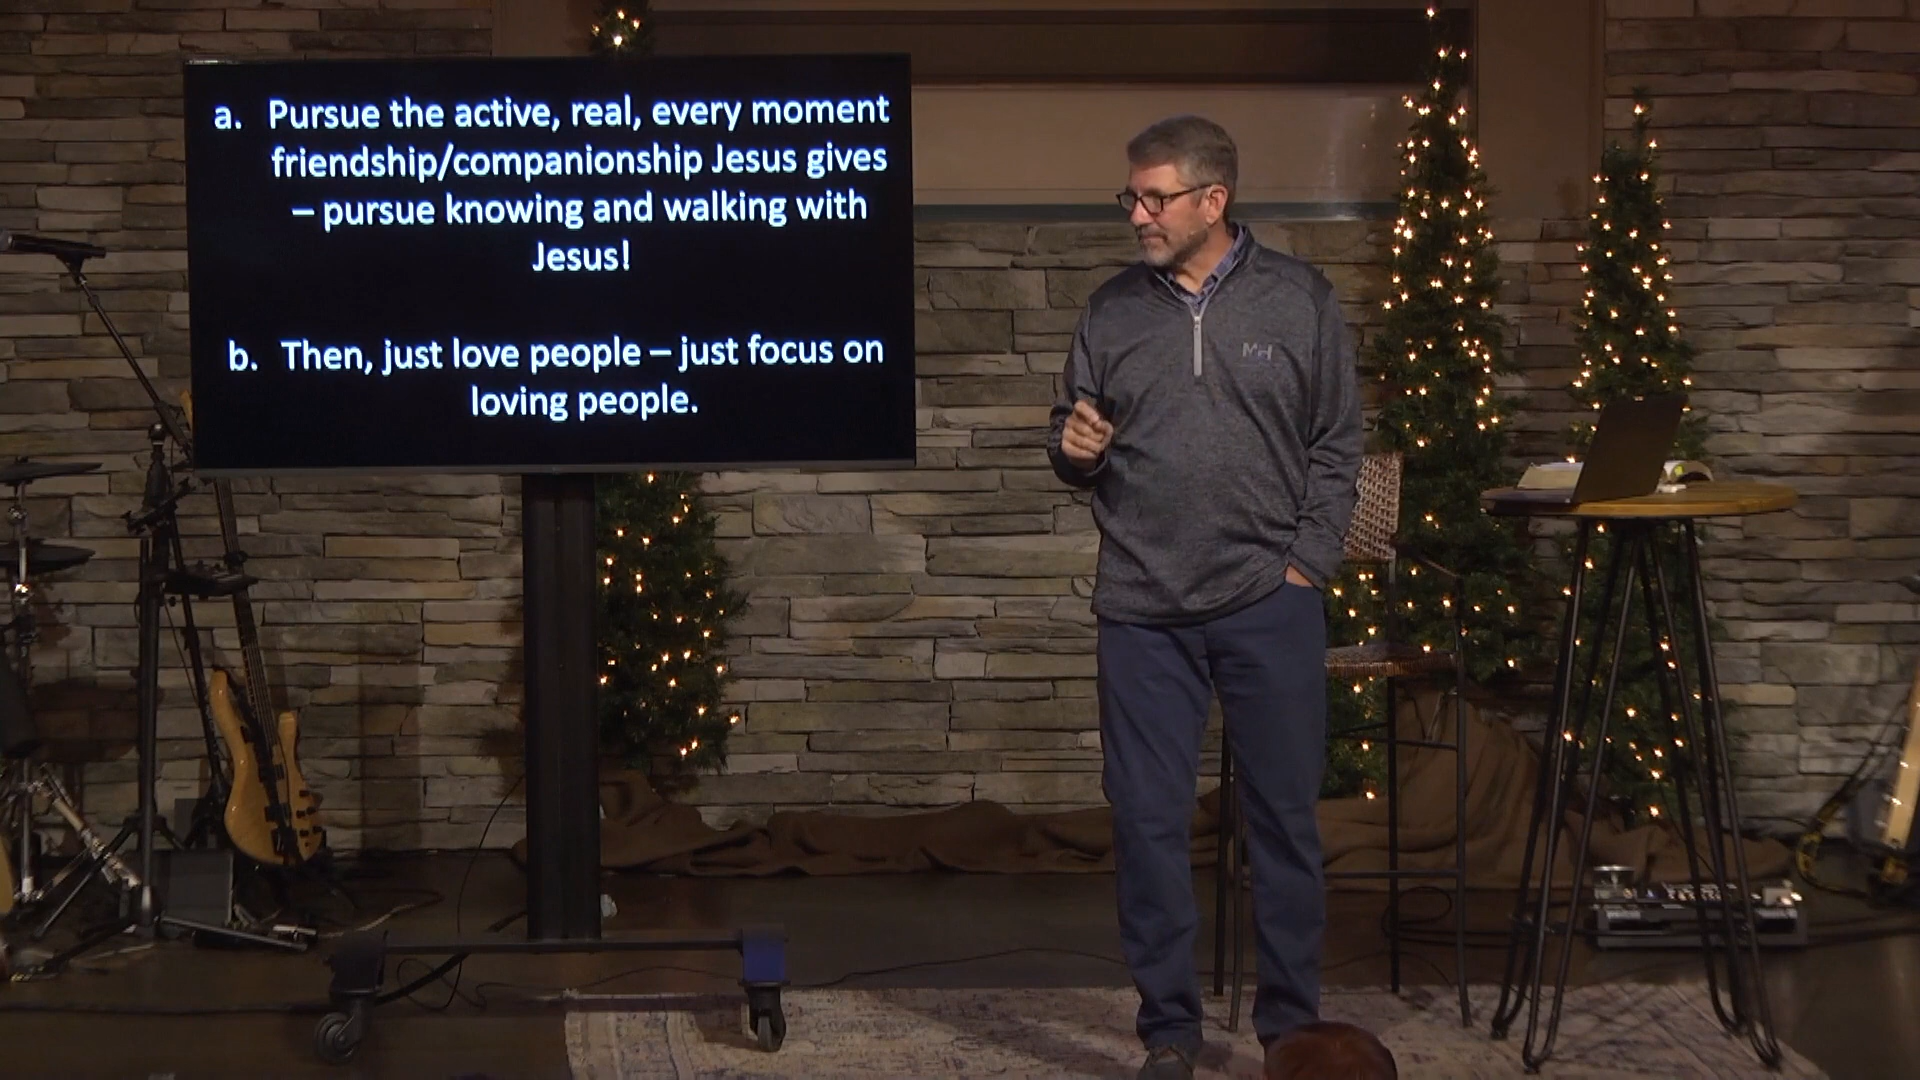 a. Pursue the active, real, every moment
friendship/companionship Jesus gives
– pursue knowing and walking with
Jesus!
b. Then, just love people – just focus on
loving people.
MH